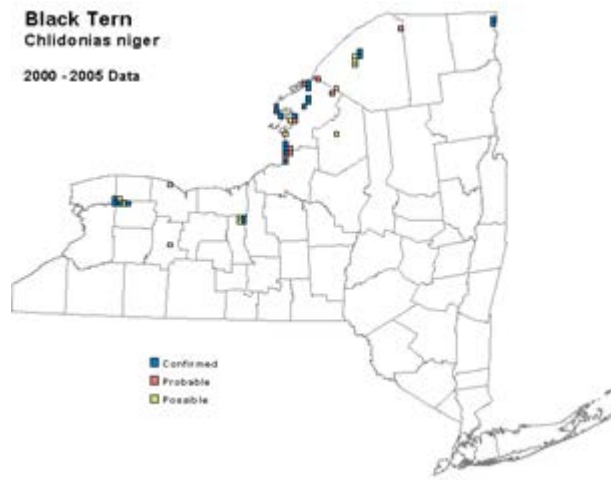 Black Tern
Chlidonias niger
2000 - 2005 Data
Confirmed
Probable
Possible